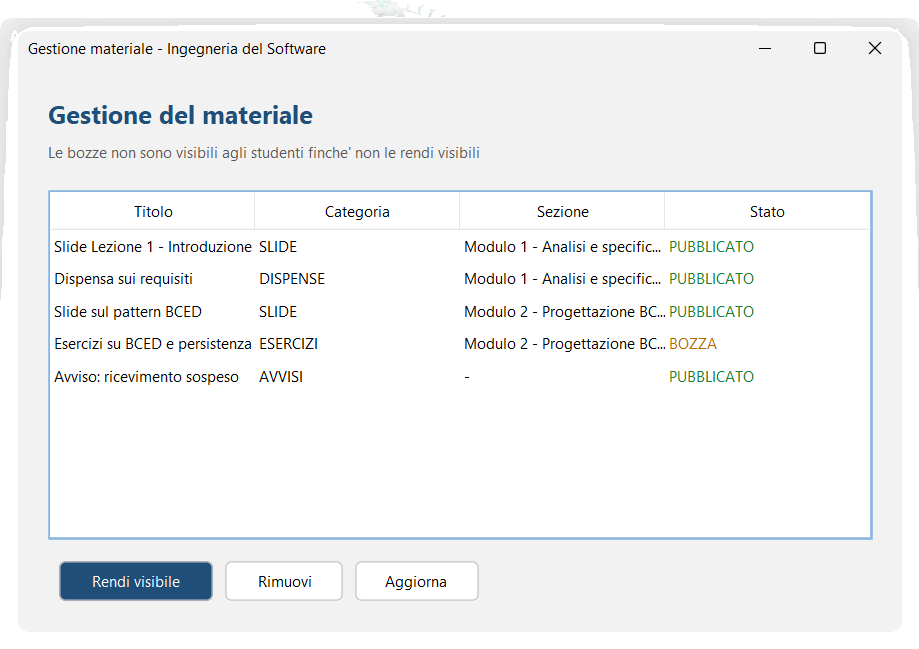 Gestione materiale - Ingegneria del Software
Gestione del materiale
Le bozze non sono visibili agli studenti finche' non le rendi visibili
Titolo Categoria Sezione Stato
Slide Lezione 1 - Introduzione SLIDE Modulo 1 - Analisi e specific... PUBBLICATO
Dispensa sui requisiti DISPENSE Modulo 1 - Analisi e specific... PUBBLICATO
Slide sul pattern BCED SLIDE Modulo 2 - Progettazione BC... PUBBLICATO
Esercizi su BCED e persistenza ESERCIZI Modulo 2 - Progettazione BC... BOZZA
Avviso: ricevimento sospeso AVVISI - PUBBLICATO
Rendi visibile Rimuovi Aggiorna